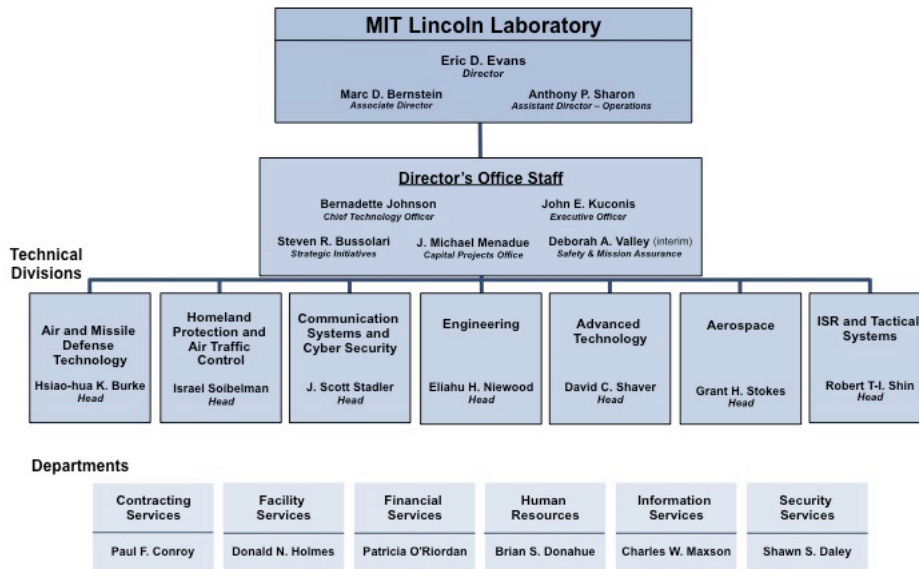 MIT Lincoln Laboratory
Eric D. Evans
Director
Marc D. Bernstein
Associate Director
Anthony P. Sharon
Assistant Director – Operations
Director's Office Staff
Bernadette Johnson
Chief Technology Officer
John E. Kuconis
Executive Officer
Steven R. Bussolari
Strategic Initiatives
J. Michael Menadue
Capital Projects Office
Deborah A. Valley (interim)
Safety & Mission Assurance
Technical
Divisions
Air and Missile
Defense
Technology
Hsiao-hua K. Burke
Head
Homeland
Protection and
Air Traffic
Control
Israel Soibelman
Head
Communication
Systems and
Cyber Security
J. Scott Stadler
Head
Engineering
Eliahu H. Niewood
Head
Advanced
Technology
David C. Shaver
Head
Aerospace
Grant H. Stokes
Head
ISR and Tactical
Systems
Robert T-I. Shin
Head
Departments
Contracting
Services
Paul F. Conroy
Facility
Services
Donald N. Holmes
Financial
Services
Patricia O'Riordan
Human
Resources
Brian S. Donahue
Information
Services
Charles W. Maxson
Security
Services
Shawn S. Daley